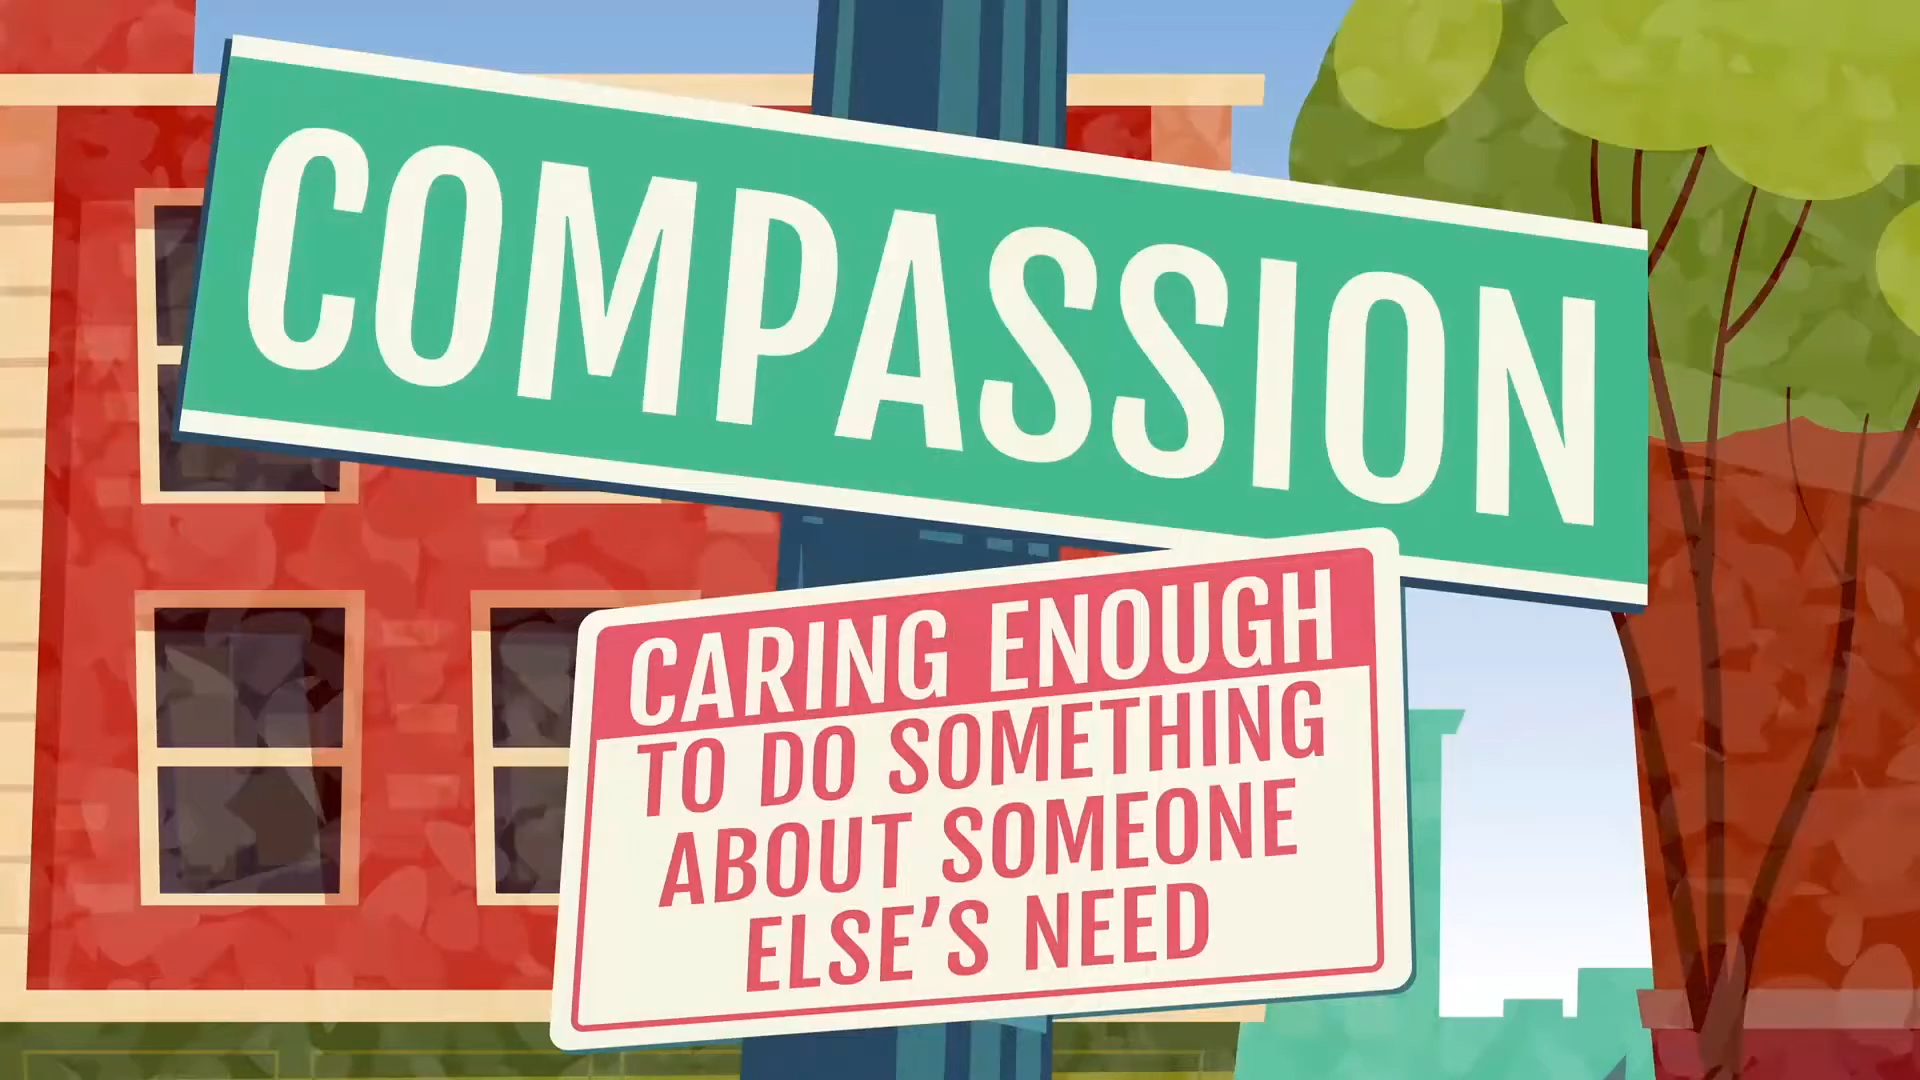 COMPASSION
CARING ENOUGH
TO DO SOMETHING
ABOUT SOMEONE
ELSE'S NEED